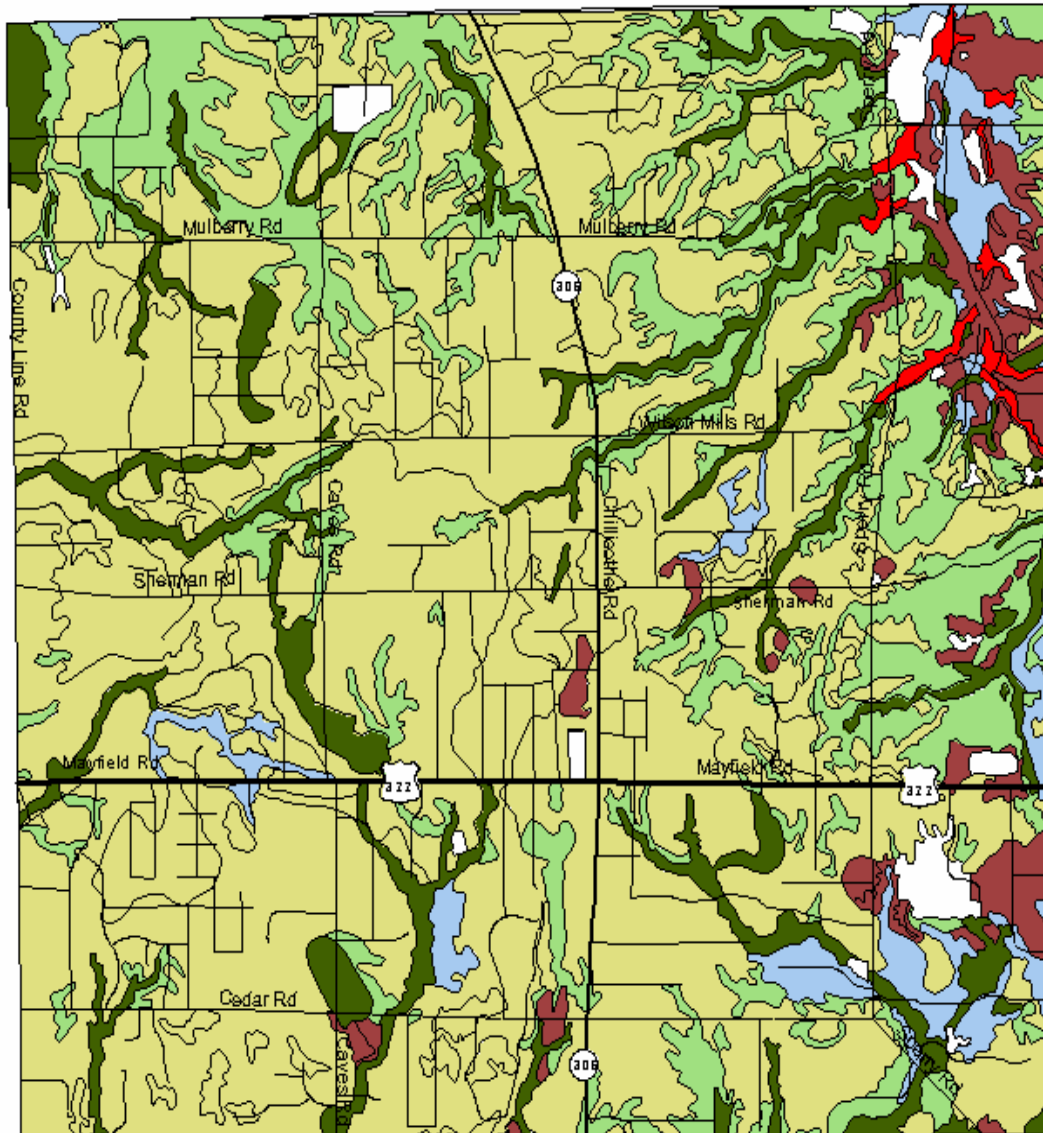 Mulberry Rd
Mulberry Rd
306
County Line Rd
Wilson Mills Rd
Caves Rd
Chillicothe Rd
Sherman Rd
Sherman Rd
Mayfield Rd
Mayfield Rd
322
322
Cedar Rd
Caves Rd
306